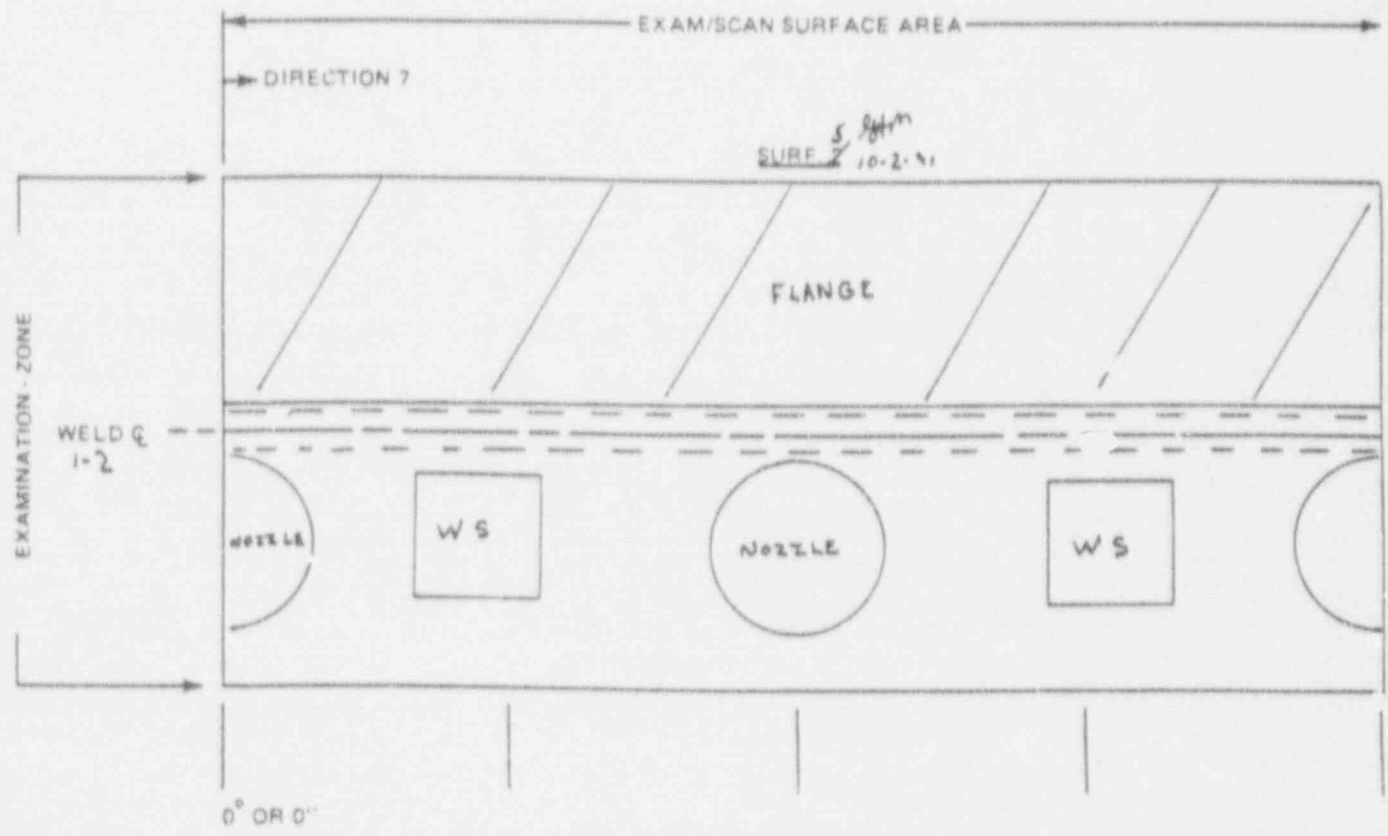 EXAM/SCAN SURFACE AREA
DIRECTION 7
SURF 5
10-2-91
FLANGE
EXAMINATION - ZONE
WELD ℄
1-2
NOZZLE
W S
NOZZLE
W S
0° OR 0"